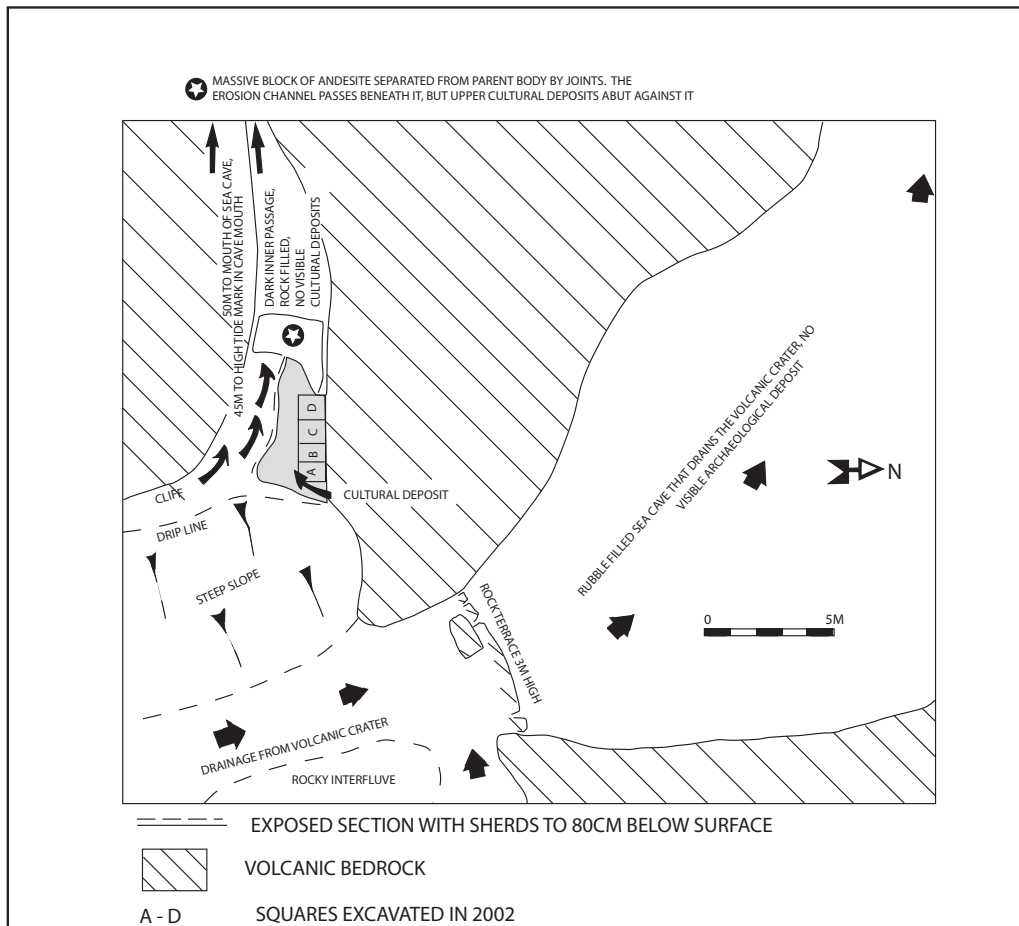 MASSIVE BLOCK OF ANDESITE SEPARATED FROM PARENT BODY BY JOINTS. THE
EROSION CHANNEL PASSES BENEATH IT, BUT UPPER CULTURAL DEPOSITS ABUT AGAINST IT
50M TO MOUTH OF SEA CAVE,
45M TO HIGH TIDE MARK IN CAVE MOUTH
DARK INNER PASSAGE,
ROCK FILLED,
NO VISIBLE
CULTURAL DEPOSITS
D
C
B
A
CULTURAL DEPOSIT
CLIFF
DRIP LINE
STEEP SLOPE
RUBBLE FILLED SEA CAVE THAT DRAINS THE VOLCANIC CRATER, NO
VISIBLE ARCHAEOLOGICAL DEPOSIT
N
0 5M
ROCK TERRACE 3M HIGH
DRAINAGE FROM VOLCANIC CRATER
ROCKY INTERFLUVE
EXPOSED SECTION WITH SHERDS TO 80CM BELOW SURFACE
VOLCANIC BEDROCK
A - D SQUARES EXCAVATED IN 2002